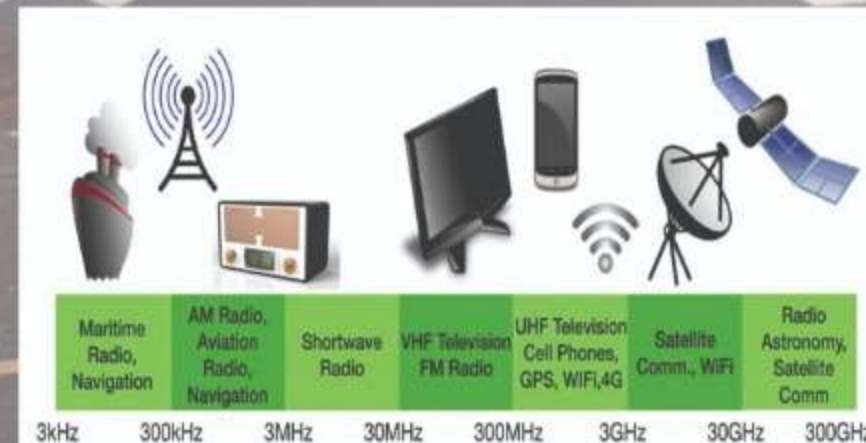 Maritime
Radio,
Navigation
AM Radio,
Aviation
Radio,
Navigation
Shortwave
Radio
VHF Television
FM Radio
UHF Television
Cell Phones,
GPS, WIFI,4G
Satellite
Comm., WiFi
Radio
Astronomy,
Satellite
Comm
3kHz 300kHz 3MHz 30MHz 300MHz 3GHz 30GHz 300GHz